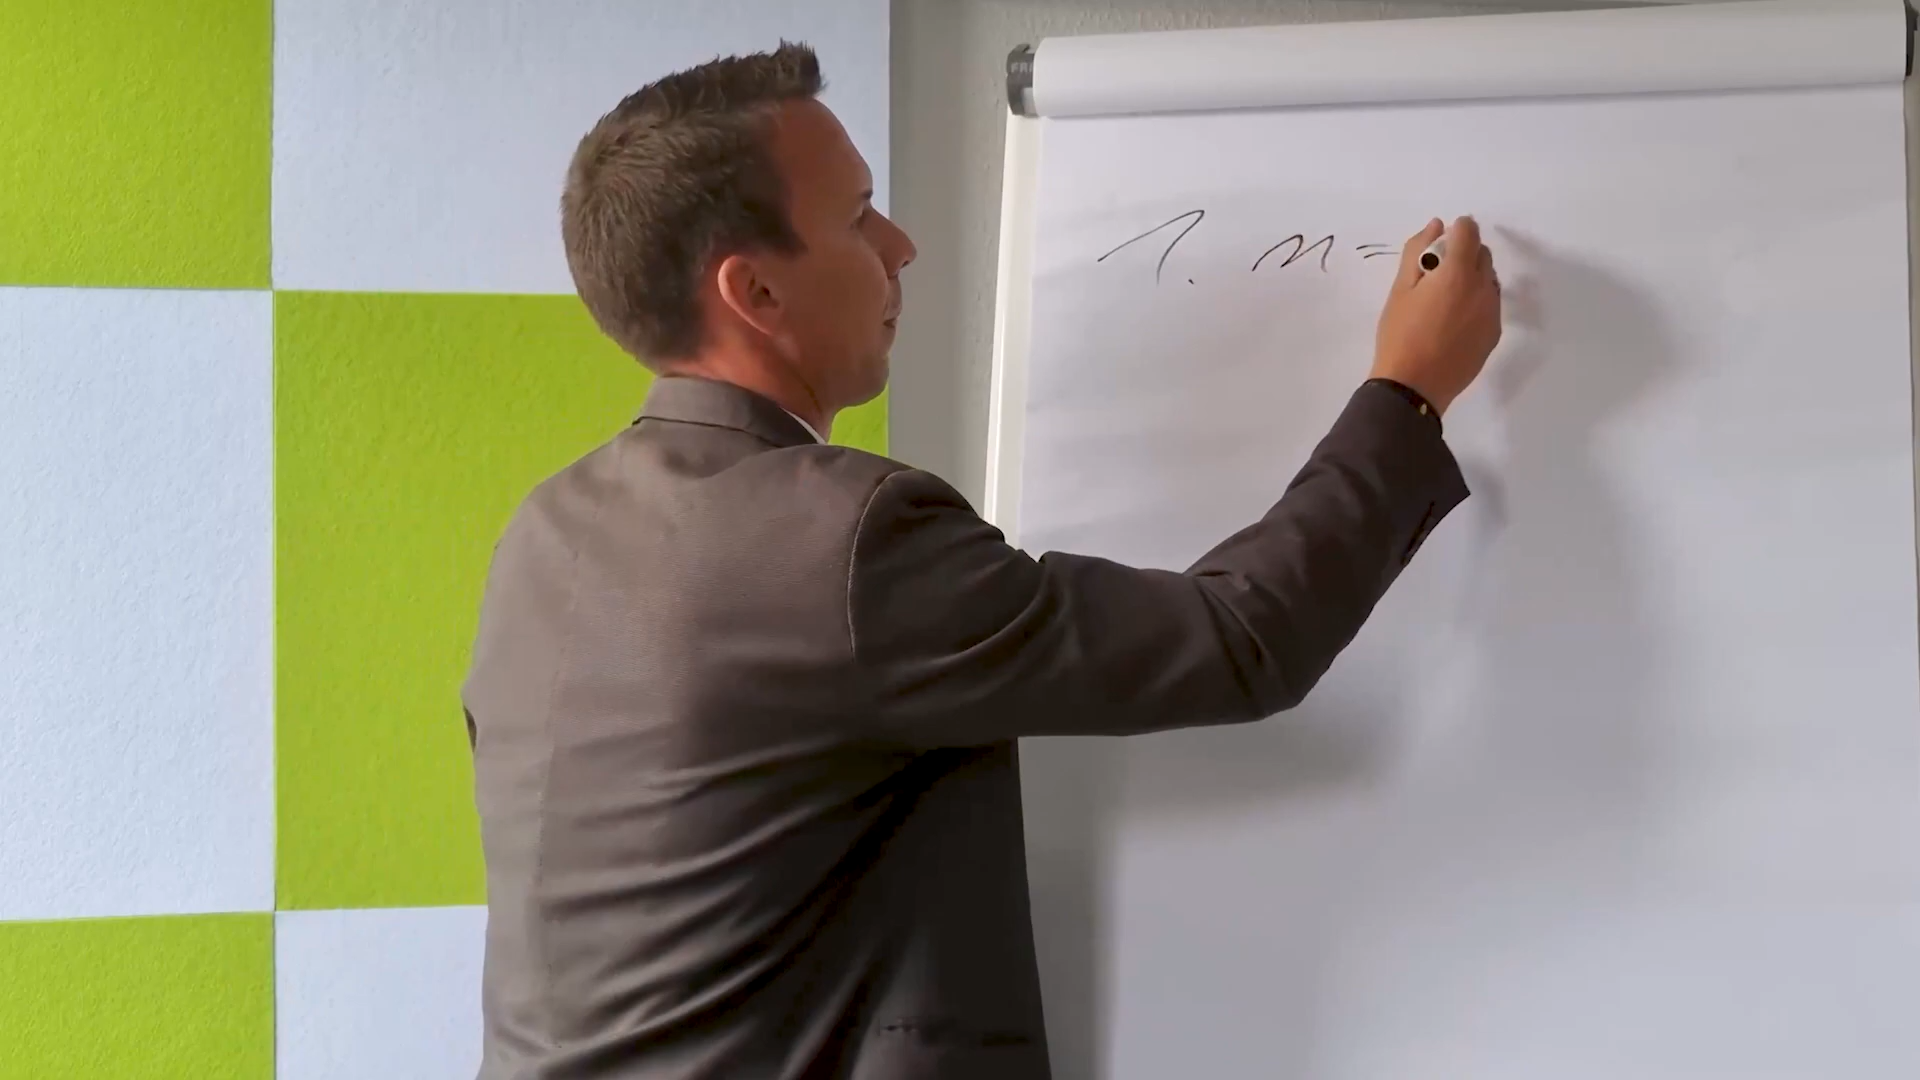 1. m =